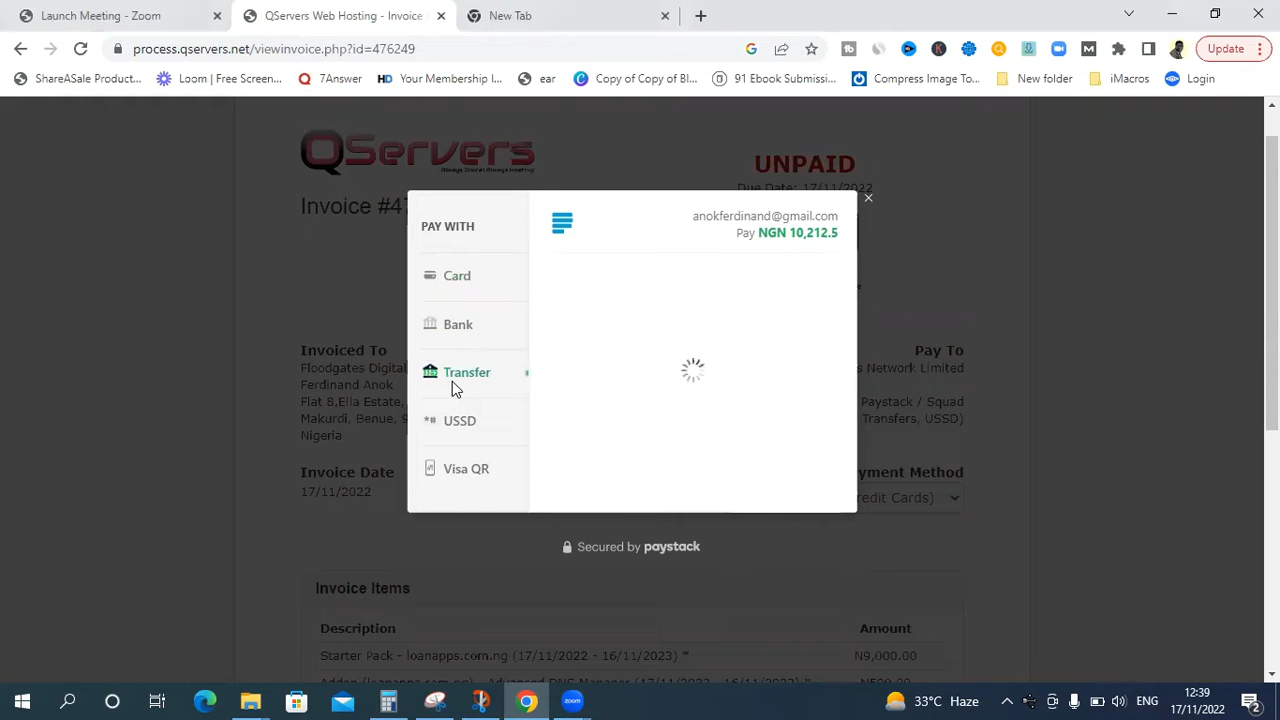 Launch Meeting - Zoom
QServers Web Hosting - Invoice
New Tab
process.qservers.net/viewinvoice.php?id=476249
Update
ShareASale Product...
Loom | Free Screen...
7Answer
Your Membership I...
ear
Copy of Copy of Bl...
91 Ebook Submissi...
Compress Image To...
New folder
iMacros
Login
QServers
UNPAID
Due Date: 17/11/2022
Invoice #47
PAY WITH
anokferdinand@gmail.com
Pay NGN 10,212.5
Card
Bank
Transfer
USSD
Visa QR
Invoiced To
Floodgates Digital
Ferdinand Anok
Flat 8,Ella Estate,
Makurdi, Benue, 9
Nigeria
Pay To
s Network Limited
Paystack / Squad
Transfers, USSD)
Invoice Date
17/11/2022
yment Method
redit Cards)
Secured by paystack
Invoice Items
Description Amount
Starter Pack - loanapps.com.ng (17/11/2022 - 16/11/2023) * N9,000.00
33°C Haze
ENG
12:39
17/11/2022
2